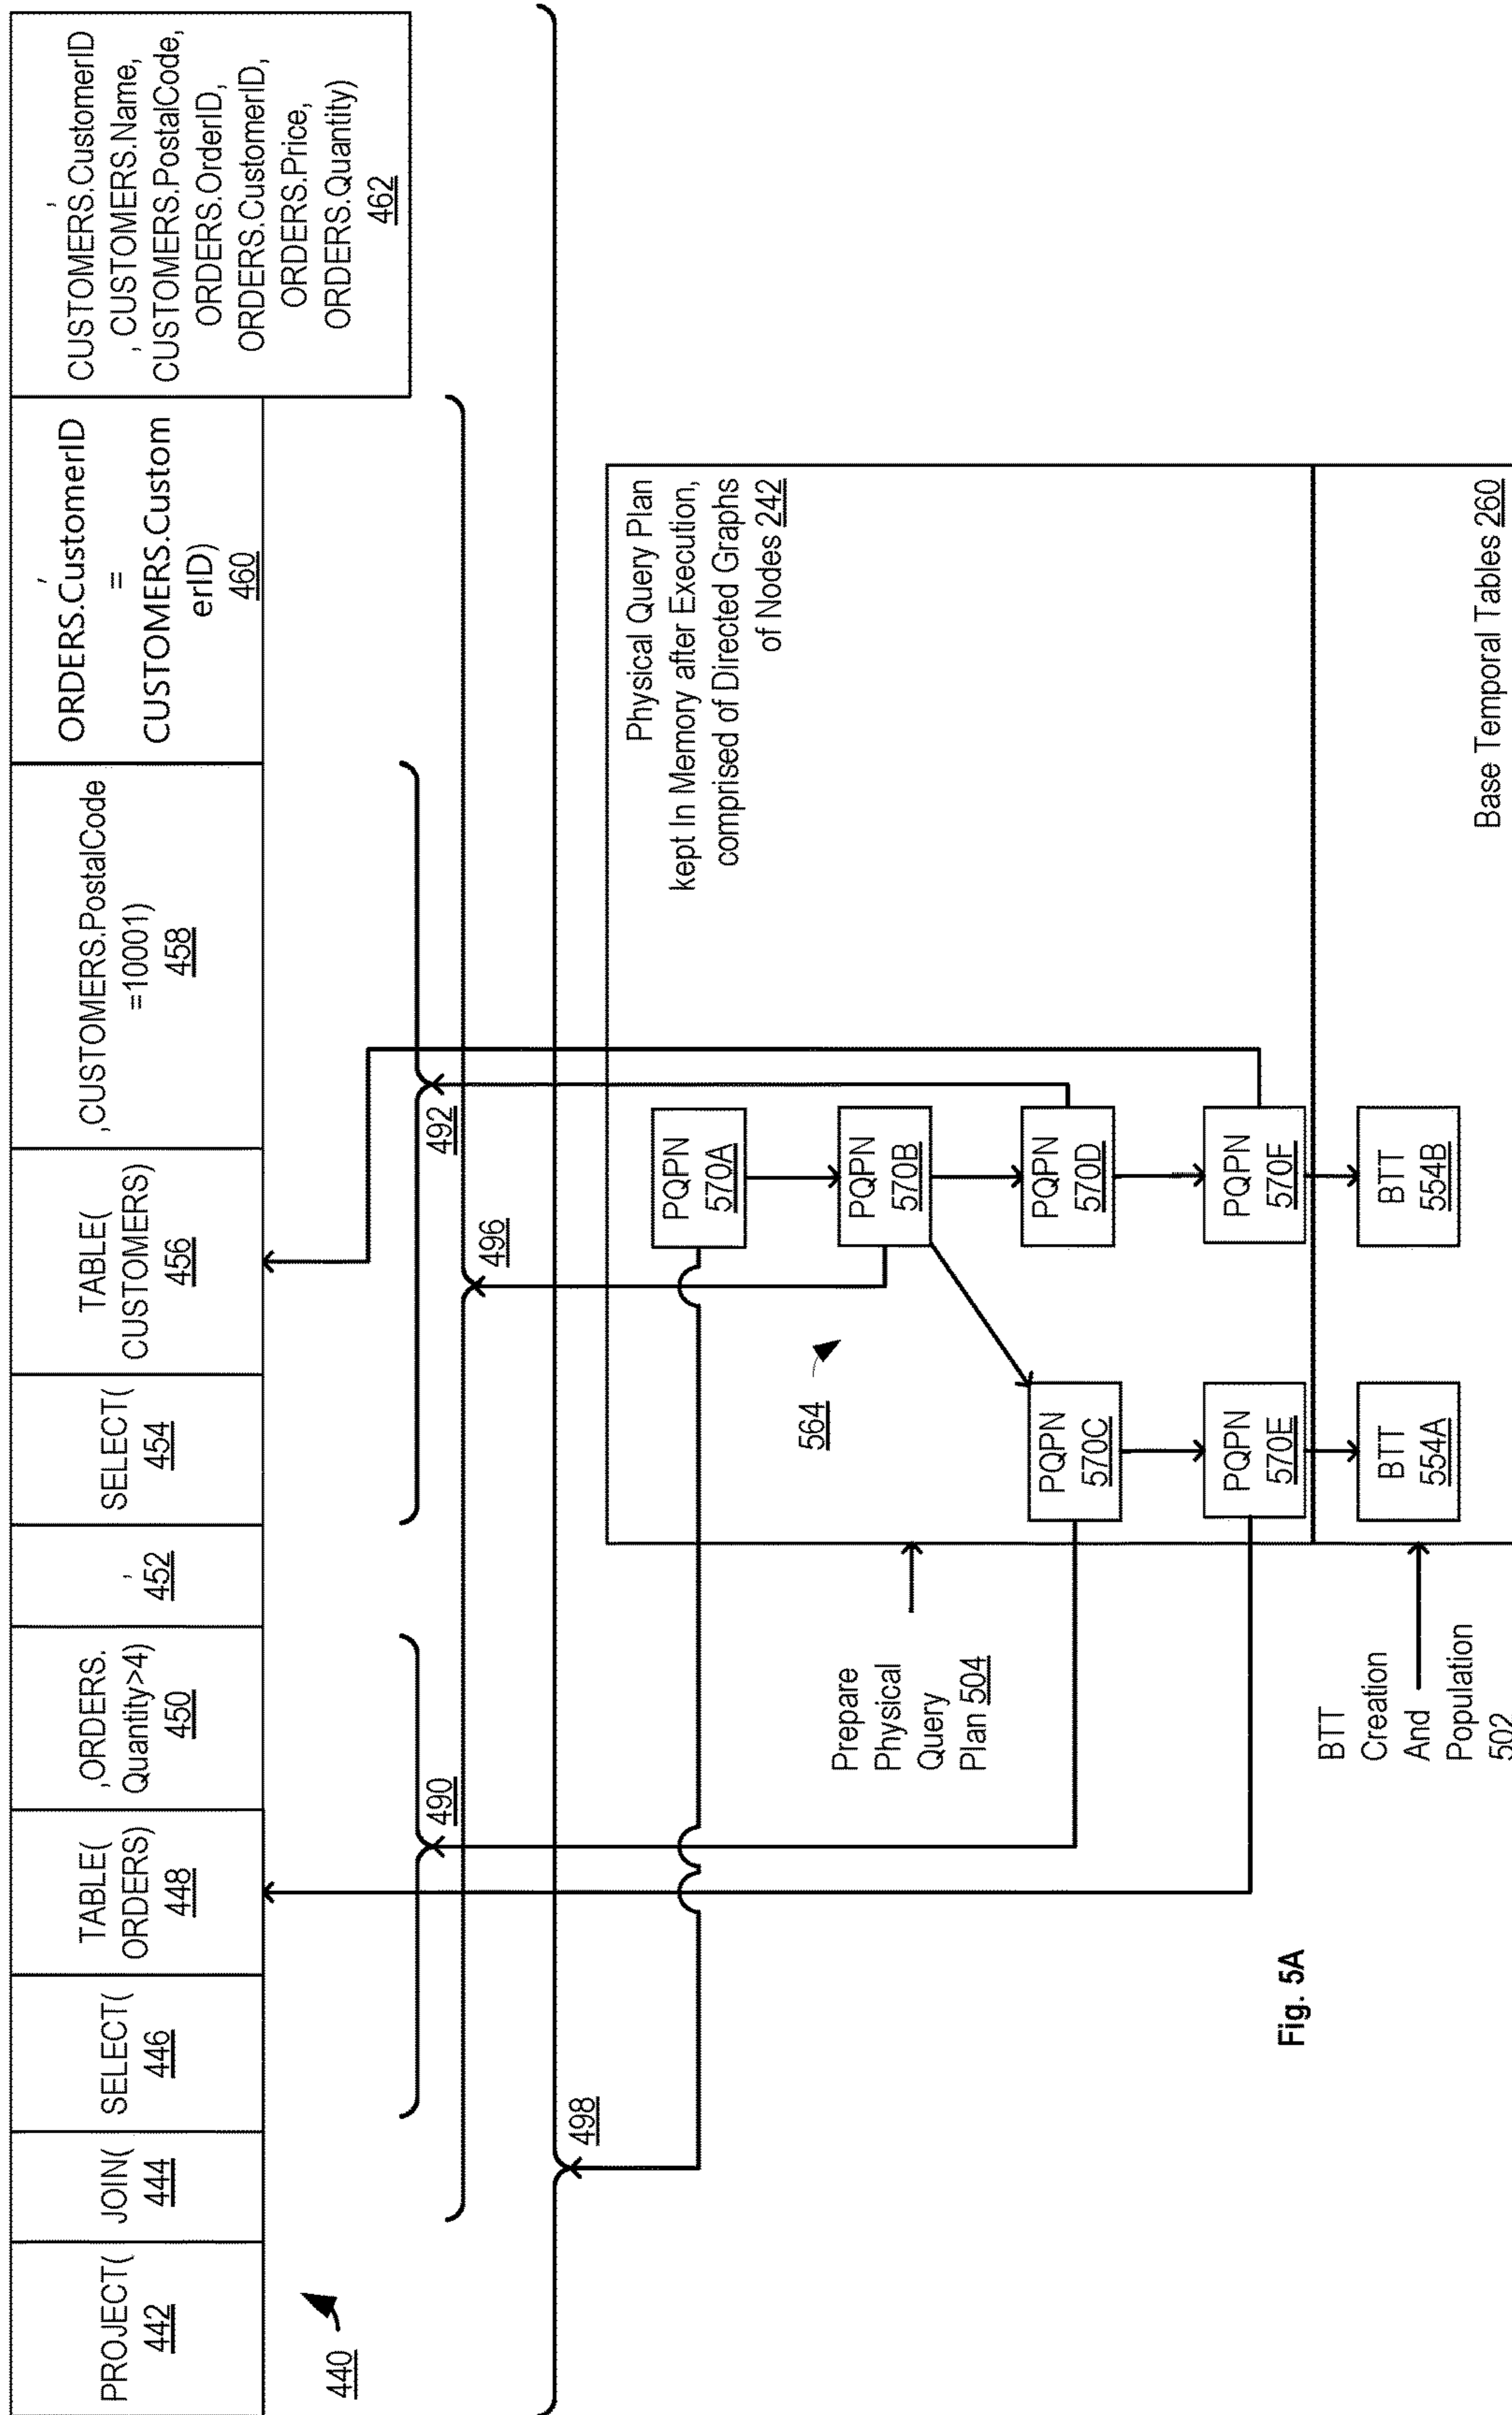 PROJECT(
442
JOIN(
444
SELECT(
446
TABLE(
ORDERS)
448
,ORDERS.
Quantity>4)
450
,
452
SELECT(
454
TABLE(
CUSTOMERS)
456
,CUSTOMERS.PostalCode
=10001)
458
,
ORDERS.CustomerID
=
CUSTOMERS.Custom
erID)
460
,
CUSTOMERS.CustomerID
, CUSTOMERS.Name,
CUSTOMERS.PostalCode,
ORDERS.OrderID,
ORDERS.CustomerID,
ORDERS.Price,
ORDERS.Quantity)
462
440
490
492
496
498
Physical Query Plan
kept In Memory after Execution,
comprised of Directed Graphs
of Nodes 242
PQPN
570A
PQPN
570B
564
PQPN
570C
PQPN
570D
PQPN
570E
PQPN
570F
Prepare
Physical
Query
Plan 504
BTT
554A
BTT
554B
Base Temporal Tables 260
BTT
Creation
And
Population
502
Fig. 5A